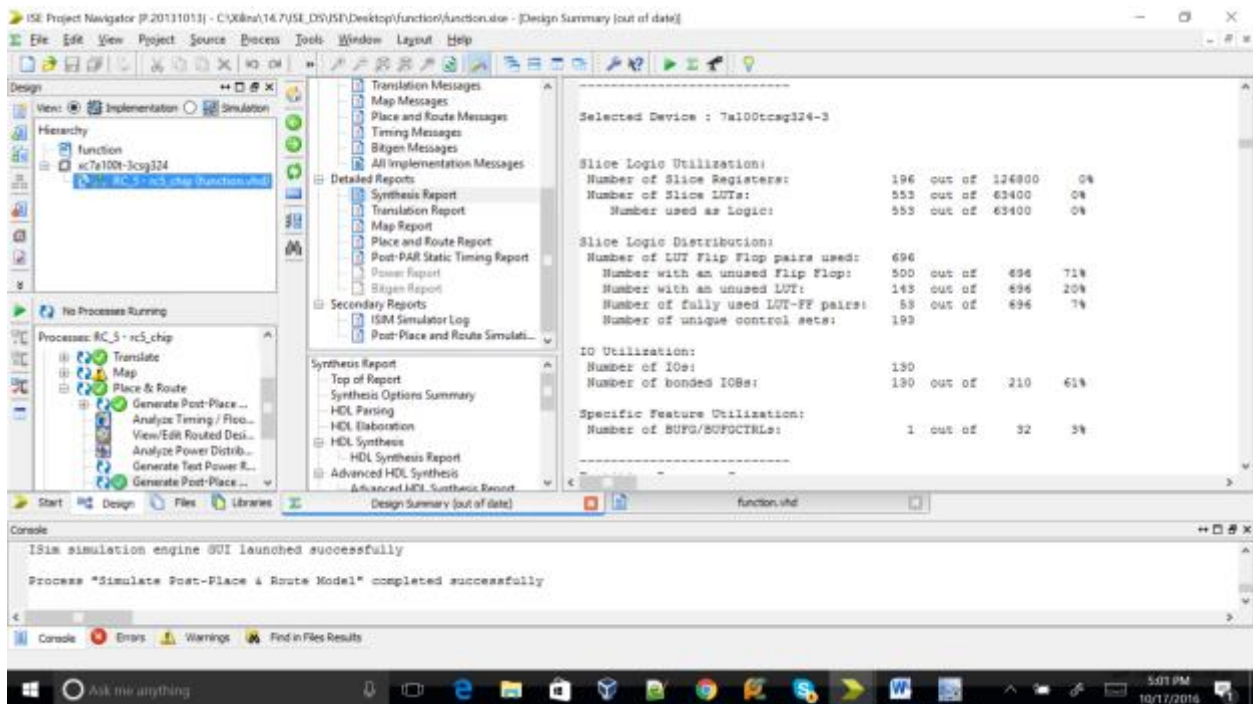 ISE Project Navigator (P.20131013) - C:\Xilinx\14.7\ISE_DS\ISE\Desktop\function\function.xise - [Design Summary (out of date)]
File Edit View Project Source Process Tools Window Layout Help
Design
View: Implementation Simulation
Hierarchy
function
xc7a100t-3csg324
RC_5 - rc5_chip (function.vhd)
No Processes Running
Processes: RC_5 - rc5_chip
Translate
Map
Place & Route
Generate Post-Place ...
Analyze Timing / Floo...
View/Edit Routed Desi...
Analyze Power Distrib...
Generate Text Power R...
Generate Post-Place ...
Start Design Files Libraries
Translation Messages
Map Messages
Place and Route Messages
Timing Messages
Bitgen Messages
All Implementation Messages
Detailed Reports
Synthesis Report
Translation Report
Map Report
Place and Route Report
Post-PAR Static Timing Report
Power Report
Bitgen Report
Secondary Reports
ISIM Simulator Log
Post-Place and Route Simulati...
Synthesis Report
Top of Report
Synthesis Options Summary
HDL Parsing
HDL Elaboration
HDL Synthesis
HDL Synthesis Report
Advanced HDL Synthesis
Advanced HDL Synthesis Report
---------------------------
Selected Device : 7a100tcsg324-3
Slice Logic Utilization:
Number of Slice Registers: 196 out of 126800 0%
Number of Slice LUTs: 553 out of 63400 0%
Number used as Logic: 553 out of 63400 0%
Slice Logic Distribution:
Number of LUT Flip Flop pairs used: 696
Number with an unused Flip Flop: 500 out of 696 71%
Number with an unused LUT: 143 out of 696 20%
Number of fully used LUT-FF pairs: 53 out of 696 7%
Number of unique control sets: 193
IO Utilization:
Number of IOs: 130
Number of bonded IOBs: 130 out of 210 61%
Specific Feature Utilization:
Number of BUFG/BUFGCTRLs: 1 out of 32 3%
---------------------------
Design Summary (out of date) function.vhd
Console
ISim simulation engine GUI launched successfully
Process "Simulate Post-Place & Route Model" completed successfully
Console Errors Warnings Find in Files Results
Ask me anything
5:01 PM
10/17/2016